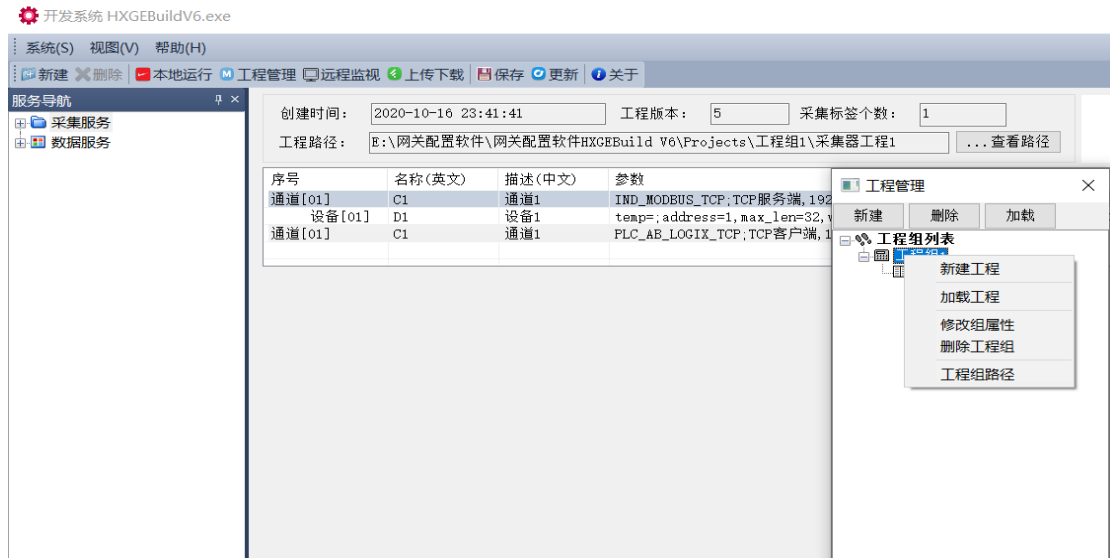 开发系统 HXGEBuildV6.exe
系统(S) 视图(V) 帮助(H)
新建 删除 本地运行 工程管理 远程监视 上传下载 保存 更新 关于
服务导航
采集服务
数据服务
创建时间: 2020-10-16 23:41:41 工程版本: 5 采集标签个数: 1
工程路径: E:\网关配置软件\网关配置软件HXGEBuild V6\Projects\工程组1\采集器工程1 ...查看路径
序号 名称(英文) 描述(中文) 参数
通道[01] C1 通道1 IND_MODBUS_TCP;TCP服务端,192
设备[01] D1 设备1 temp=;address=1,max_len=32,
通道[01] C1 通道1 PLC_AB_LOGIX_TCP;TCP客户端,1
工程管理
新建 删除 加载
工程组列表
新建工程
加载工程
修改组属性
删除工程组
工程组路径